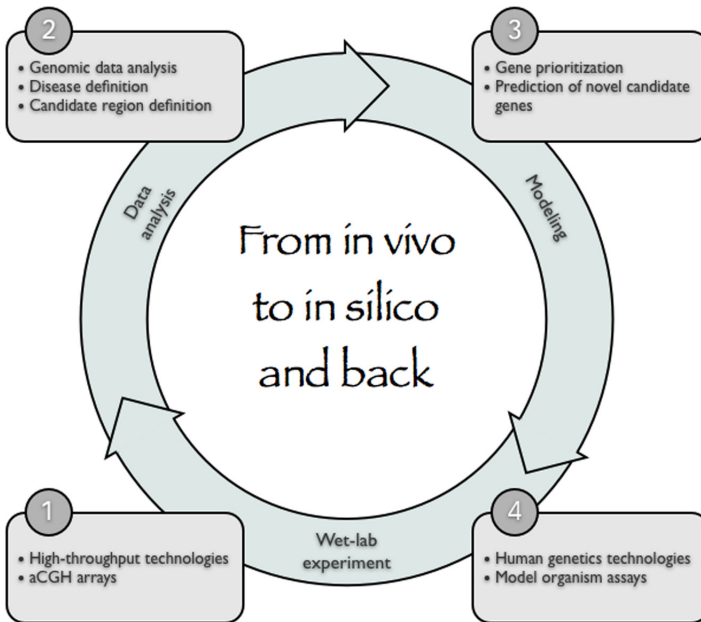 2
• Genomic data analysis
• Disease definition
• Candidate region definition
3
• Gene prioritization
• Prediction of novel candidate
genes
Data
analysis
Modeling
From in vivo
to in silico
and back
1
• High-throughput technologies
• aCGH arrays
Wet-lab
experiment
4
• Human genetics technologies
• Model organism assays